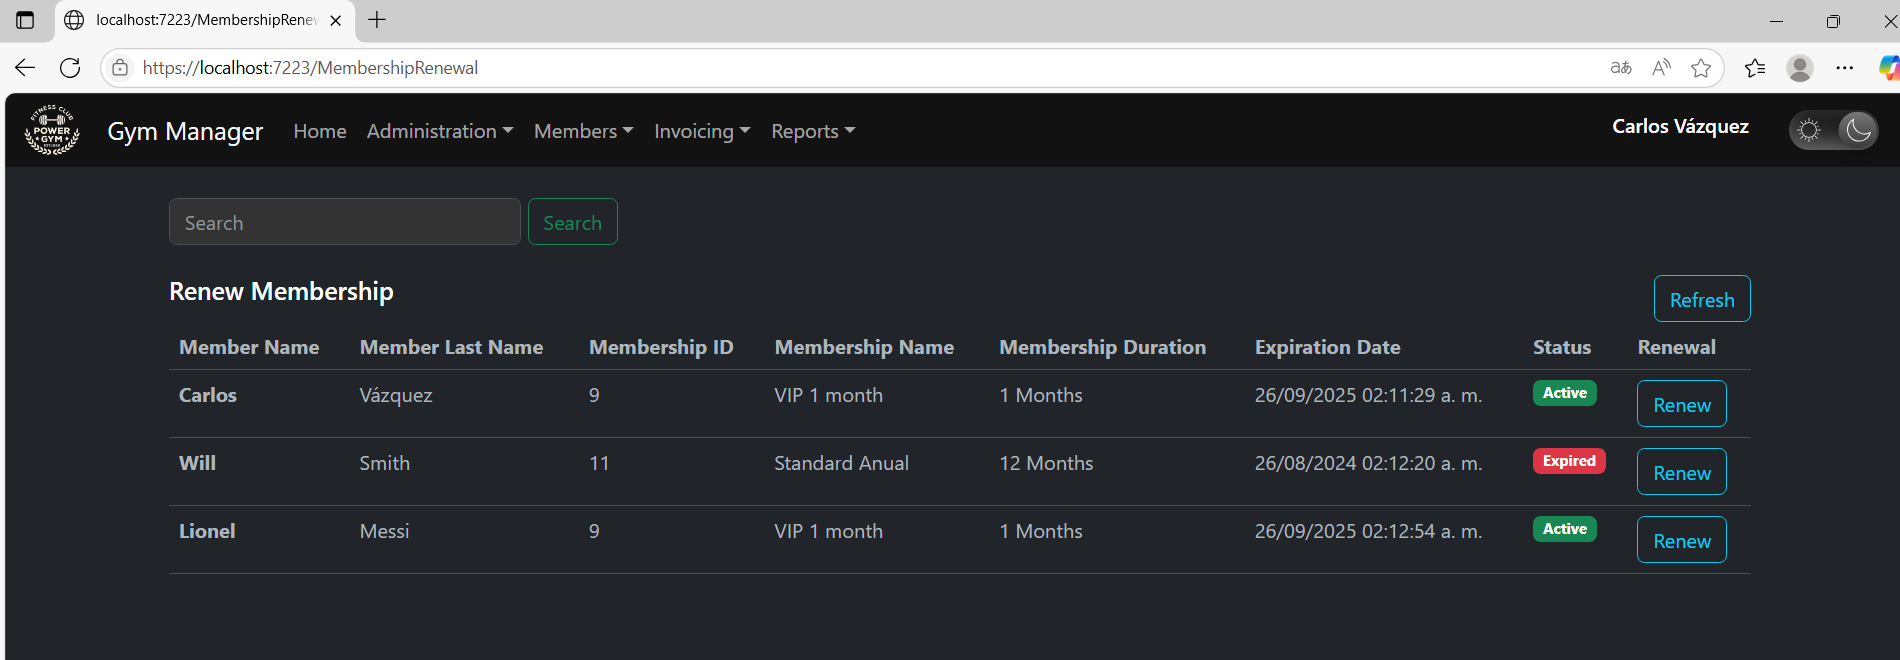 localhost:7223/MembershipRenew
https://localhost:7223/MembershipRenewal
FITNESS CLUB
POWER
GYM
Gym Manager Home Administration Members Invoicing Reports Carlos Vázquez
Search Search
Renew Membership
Refresh
Member Name Member Last Name Membership ID Membership Name Membership Duration Expiration Date Status Renewal
Carlos Vázquez 9 VIP 1 month 1 Months 26/09/2025 02:11:29 a. m. Active Renew
Will Smith 11 Standard Anual 12 Months 26/08/2024 02:12:20 a. m. Expired Renew
Lionel Messi 9 VIP 1 month 1 Months 26/09/2025 02:12:54 a. m. Active Renew